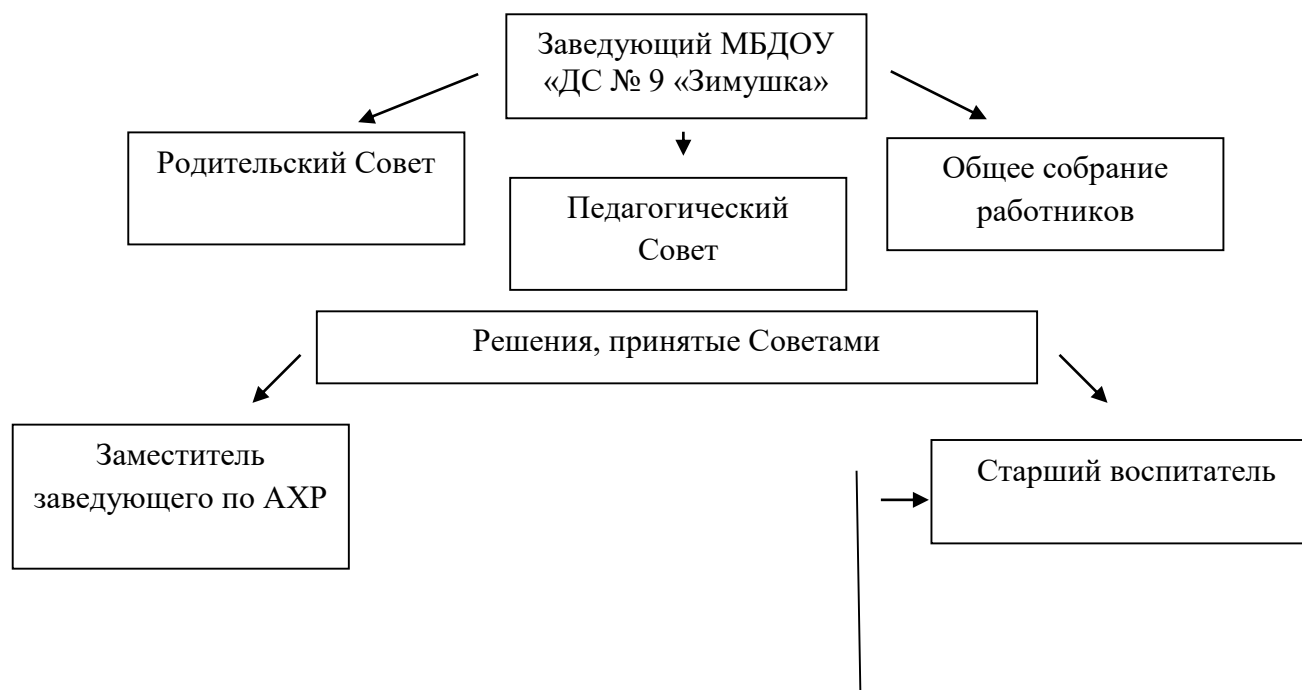 Заведующий МБДОУ
«ДС № 9 «Зимушка»
Родительский Совет
Педагогический
Совет
Общее собрание
работников
Решения, принятые Советами
Заместитель
заведующего по АХР
Старший воспитатель